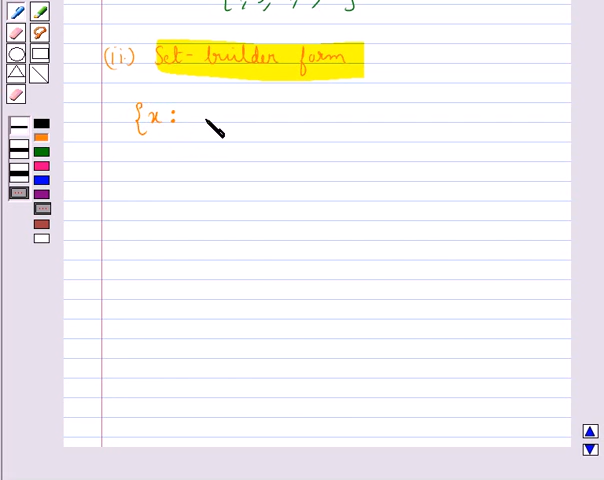 (ii) Set-builder form
{x :